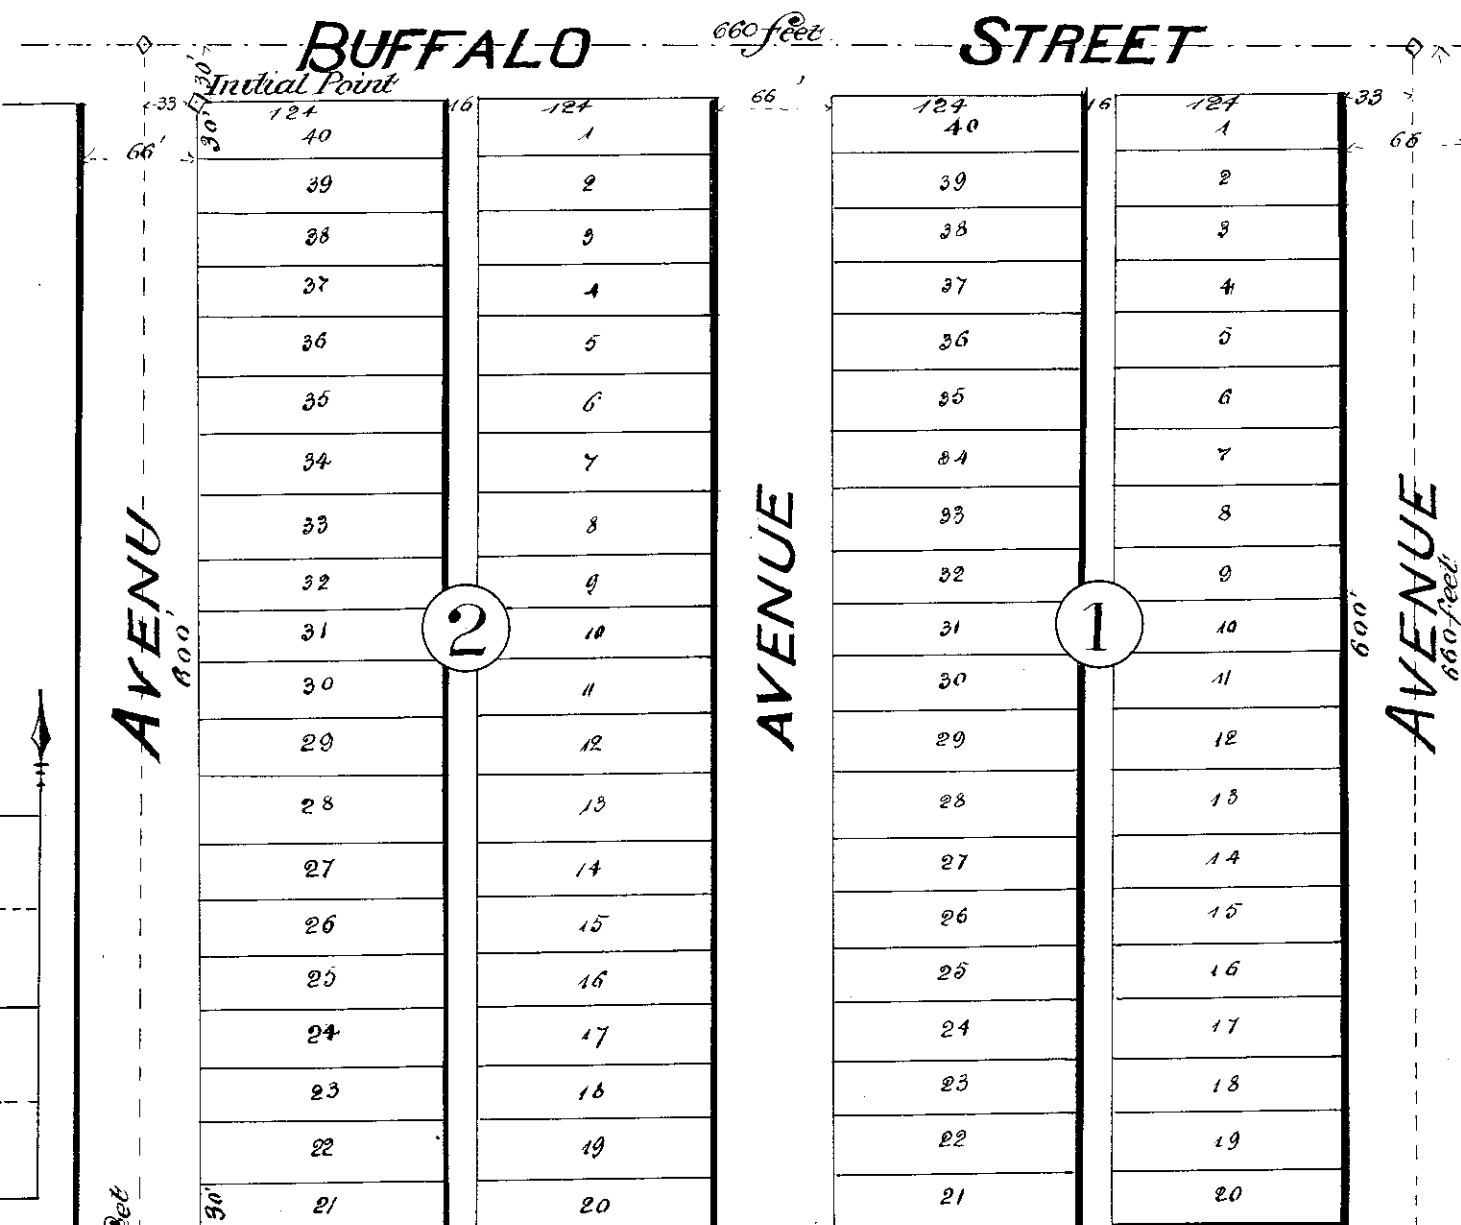 BUFFALO 660 feet STREET
30'
Initial Point
33 124 16 124 66' 124 16 124 33
30' 40 1 40 1
66' 66
39 2 39 2
38 3 38 3
37 4 37 4
36 5 36 5
35 6 35 6
34 7 34 7
33 8 33 8
32 9 32 9
31 10 31 10
30 11 30 11
29 12 29 12
28 13 28 13
27 14 27 14
26 15 26 15
25 16 25 16
24 17 24 17
23 18 23 18
22 19 22 19
30' 21 20 21 20
AVENU
600'
2
AVENUE
1
600'
AVENUE
660 feet